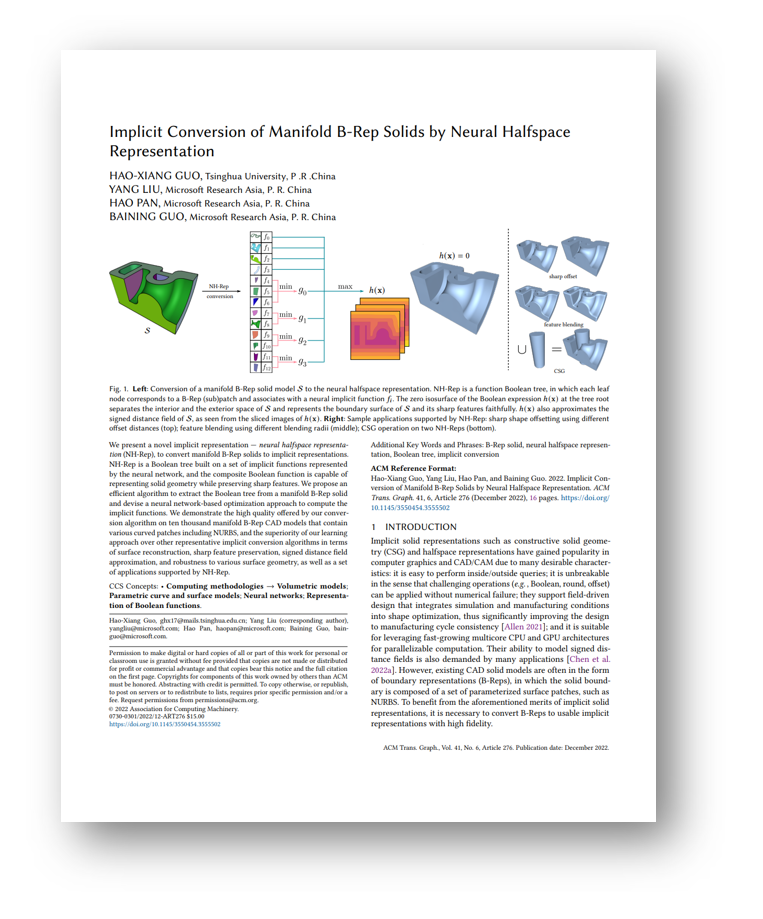 Implicit Conversion of Manifold B-Rep Solids by Neural Halfspace
Representation
HAO-XIANG GUO, Tsinghua University, P .R .China
YANG LIU, Microsoft Research Asia, P. R. China
HAO PAN, Microsoft Research Asia, P. R. China
BAINING GUO, Microsoft Research Asia, P. R. China
S
NH-Rep
conversion
f0
f1
f2
f3
f4
f5
f6
f7
f8
f9
f10
f11
f12
min g0
min g1
min g2
min g3
max
h(x)
h(x) = 0
sharp offset
feature blending
∪ =
CSG
Fig. 1. Left: Conversion of a manifold B-Rep solid model S to the neural halfspace representation. NH-Rep is a function Boolean tree, in which each leaf
node corresponds to a B-Rep (sub)patch and associates with a neural implicit function fi. The zero isosurface of the Boolean expression h(x) at the tree root
separates the interior and the exterior space of S and represents the boundary surface of S and its sharp features faithfully. h(x) also approximates the
signed distance field of S, as seen from the sliced images of h(x). Right: Sample applications supported by NH-Rep: sharp shape offsetting using different
offset distances (top); feature blending using different blending radii (middle); CSG operation on two NH-Reps (bottom).
We present a novel implicit representation — neural halfspace representa-
tion (NH-Rep), to convert manifold B-Rep solids to implicit representations.
NH-Rep is a Boolean tree built on a set of implicit functions represented
by the neural network, and the composite Boolean function is capable of
representing solid geometry while preserving sharp features. We propose an
efficient algorithm to extract the Boolean tree from a manifold B-Rep solid
and devise a neural network-based optimization approach to compute the
implicit functions. We demonstrate the high quality offered by our conver-
sion algorithm on ten thousand manifold B-Rep CAD models that contain
various curved patches including NURBS, and the superiority of our learning
approach over other representative implicit conversion algorithms in terms
of surface reconstruction, sharp feature preservation, signed distance field
approximation, and robustness to various surface geometry, as well as a set
of applications supported by NH-Rep.
CCS Concepts: • Computing methodologies → Volumetric models;
Parametric curve and surface models; Neural networks; Representa-
tion of Boolean functions.
Hao-Xiang Guo, ghx17@mails.tsinghua.edu.cn; Yang Liu (corresponding author),
yangliu@microsoft.com; Hao Pan, haopan@microsoft.com; Baining Guo, bain-
guo@microsoft.com.
Permission to make digital or hard copies of all or part of this work for personal or
classroom use is granted without fee provided that copies are not made or distributed
for profit or commercial advantage and that copies bear this notice and the full citation
on the first page. Copyrights for components of this work owned by others than ACM
must be honored. Abstracting with credit is permitted. To copy otherwise, or republish,
to post on servers or to redistribute to lists, requires prior specific permission and/or a
fee. Request permissions from permissions@acm.org.
© 2022 Association for Computing Machinery.
0730-0301/2022/12-ART276 $15.00
https://doi.org/10.1145/3550454.3555502
Additional Key Words and Phrases: B-Rep solid, neural halfspace represen-
tation, Boolean tree, implicit conversion
ACM Reference Format:
Hao-Xiang Guo, Yang Liu, Hao Pan, and Baining Guo. 2022. Implicit Con-
version of Manifold B-Rep Solids by Neural Halfspace Representation. ACM
Trans. Graph. 41, 6, Article 276 (December 2022), 16 pages. https://doi.org/
10.1145/3550454.3555502
1 INTRODUCTION
Implicit solid representations such as constructive solid geome-
try (CSG) and halfspace representations have gained popularity in
computer graphics and CAD/CAM due to many desirable character-
istics: it is easy to perform inside/outside queries; it is unbreakable
in the sense that challenging operations (e.g., Boolean, round, offset)
can be applied without numerical failure; they support field-driven
design that integrates simulation and manufacturing conditions
into shape optimization, thus significantly improving the design
to manufacturing cycle consistency [Allen 2021]; and it is suitable
for leveraging fast-growing multicore CPU and GPU architectures
for parallelizable computation. Their ability to model signed dis-
tance fields is also demanded by many applications [Chen et al.
2022a]. However, existing CAD solid models are often in the form
of boundary representations (B-Reps), in which the solid bound-
ary is composed of a set of parameterized surface patches, such as
NURBS. To benefit from the aforementioned merits of implicit solid
representations, it is necessary to convert B-Reps to usable implicit
representations with high fidelity.
ACM Trans. Graph., Vol. 41, No. 6, Article 276. Publication date: December 2022.